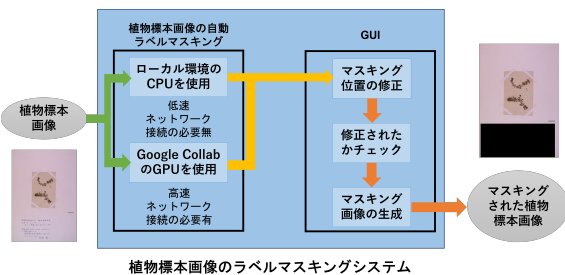 植物標本画像の自動
ラベルマスキング
GUI
ローカル環境の
CPUを使用
低速
ネットワーク
接続の必要無
Google Collab
のGPUを使用
高速
ネットワーク
接続の必要有
植物標本
画像
マスキング
位置の修正
修正された
かチェック
マスキング
画像の生成
マスキング
された植物
標本画像
植物標本画像のラベルマスキングシステム